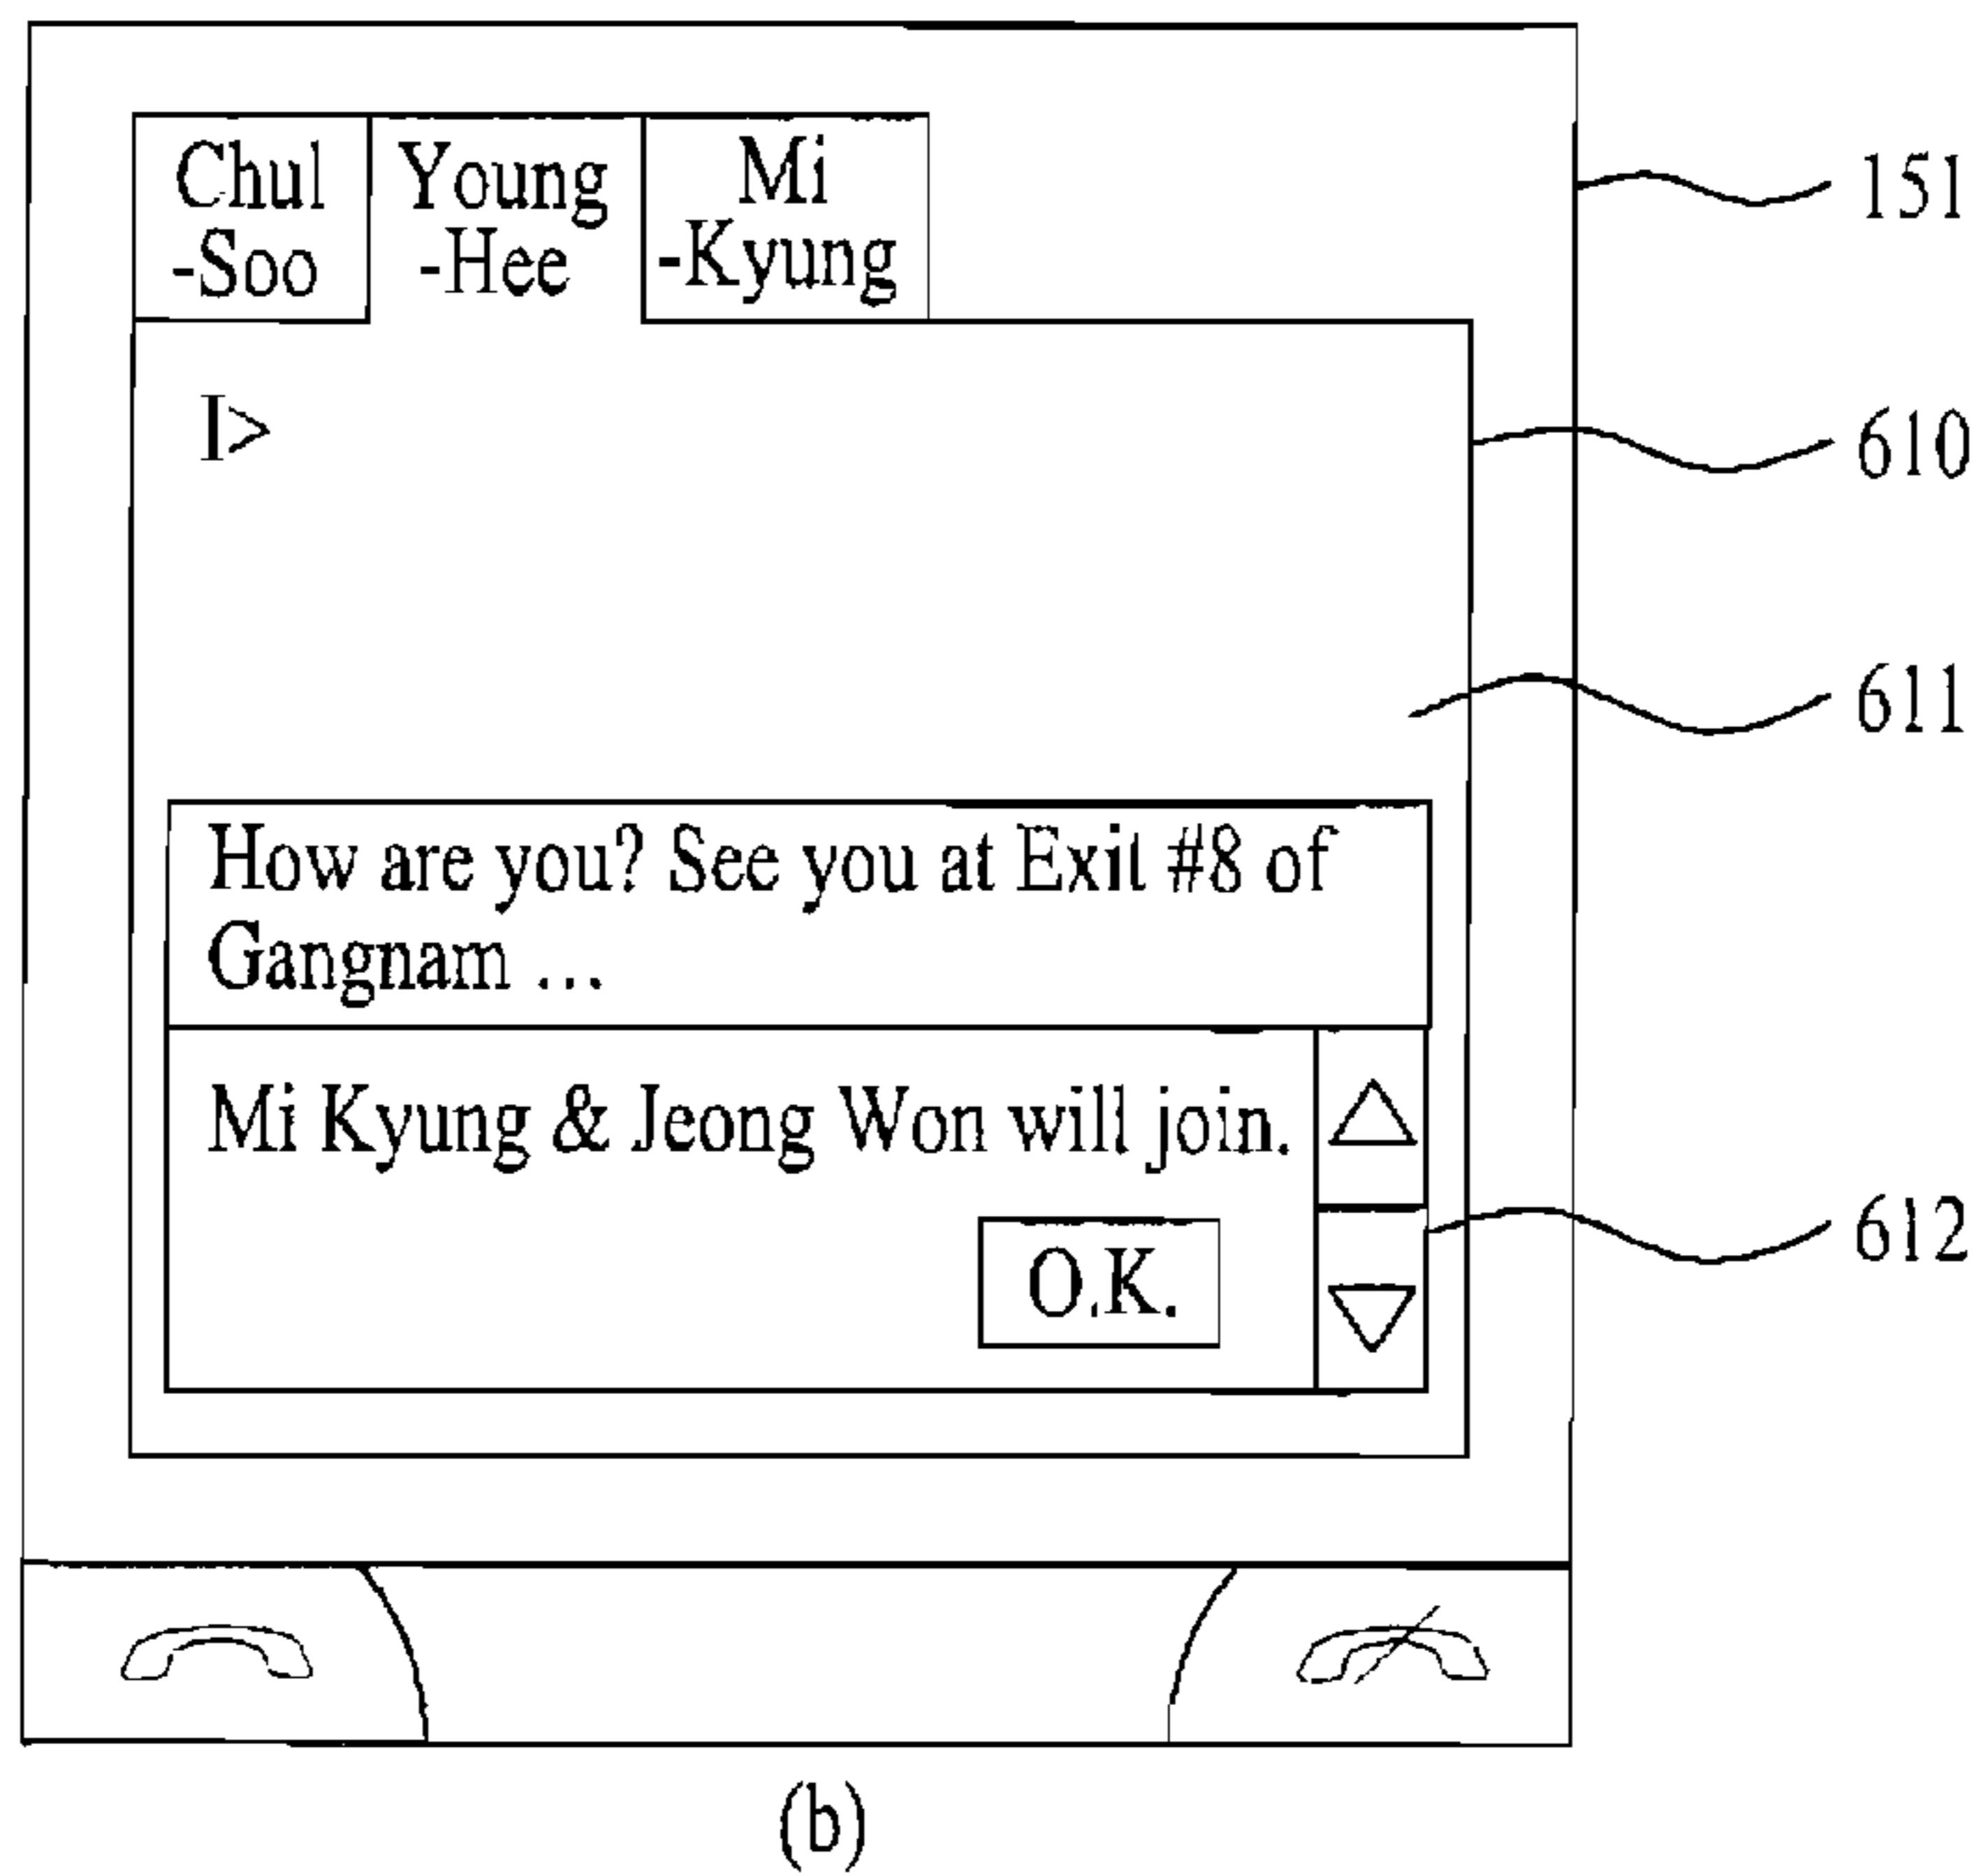 Chul
-Soo
Young
-Hee
Mi
-Kyung
151
I>
610
611
How are you? See you at Exit #8 of
Gangnam ...
Mi Kyung & Jeong Won will join.
O.K.
612
(b)